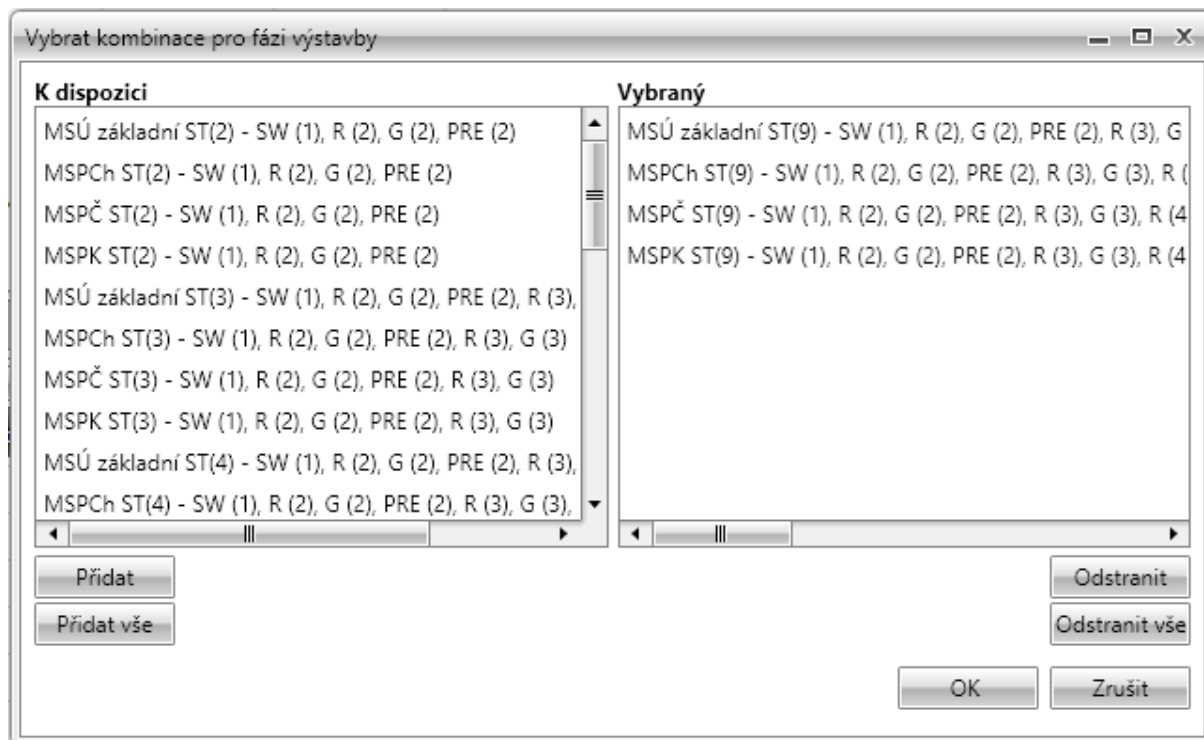 Vybrat kombinace pro fázi výstavby
K dispozici
MSÚ základní ST(2) - SW (1), R (2), G (2), PRE (2)
MSPCh ST(2) - SW (1), R (2), G (2), PRE (2)
MSPČ ST(2) - SW (1), R (2), G (2), PRE (2)
MSPK ST(2) - SW (1), R (2), G (2), PRE (2)
MSÚ základní ST(3) - SW (1), R (2), G (2), PRE (2), R (3),
MSPCh ST(3) - SW (1), R (2), G (2), PRE (2), R (3), G (3)
MSPČ ST(3) - SW (1), R (2), G (2), PRE (2), R (3), G (3)
MSPK ST(3) - SW (1), R (2), G (2), PRE (2), R (3), G (3)
MSÚ základní ST(4) - SW (1), R (2), G (2), PRE (2), R (3),
MSPCh ST(4) - SW (1), R (2), G (2), PRE (2), R (3), G (3),
Přidat
Přidat vše
Vybraný
MSÚ základní ST(9) - SW (1), R (2), G (2), PRE (2), R (3), G
MSPCh ST(9) - SW (1), R (2), G (2), PRE (2), R (3), G (3), R (
MSPČ ST(9) - SW (1), R (2), G (2), PRE (2), R (3), G (3), R (4
MSPK ST(9) - SW (1), R (2), G (2), PRE (2), R (3), G (3), R (4
Odstranit
Odstranit vše
OK
Zrušit